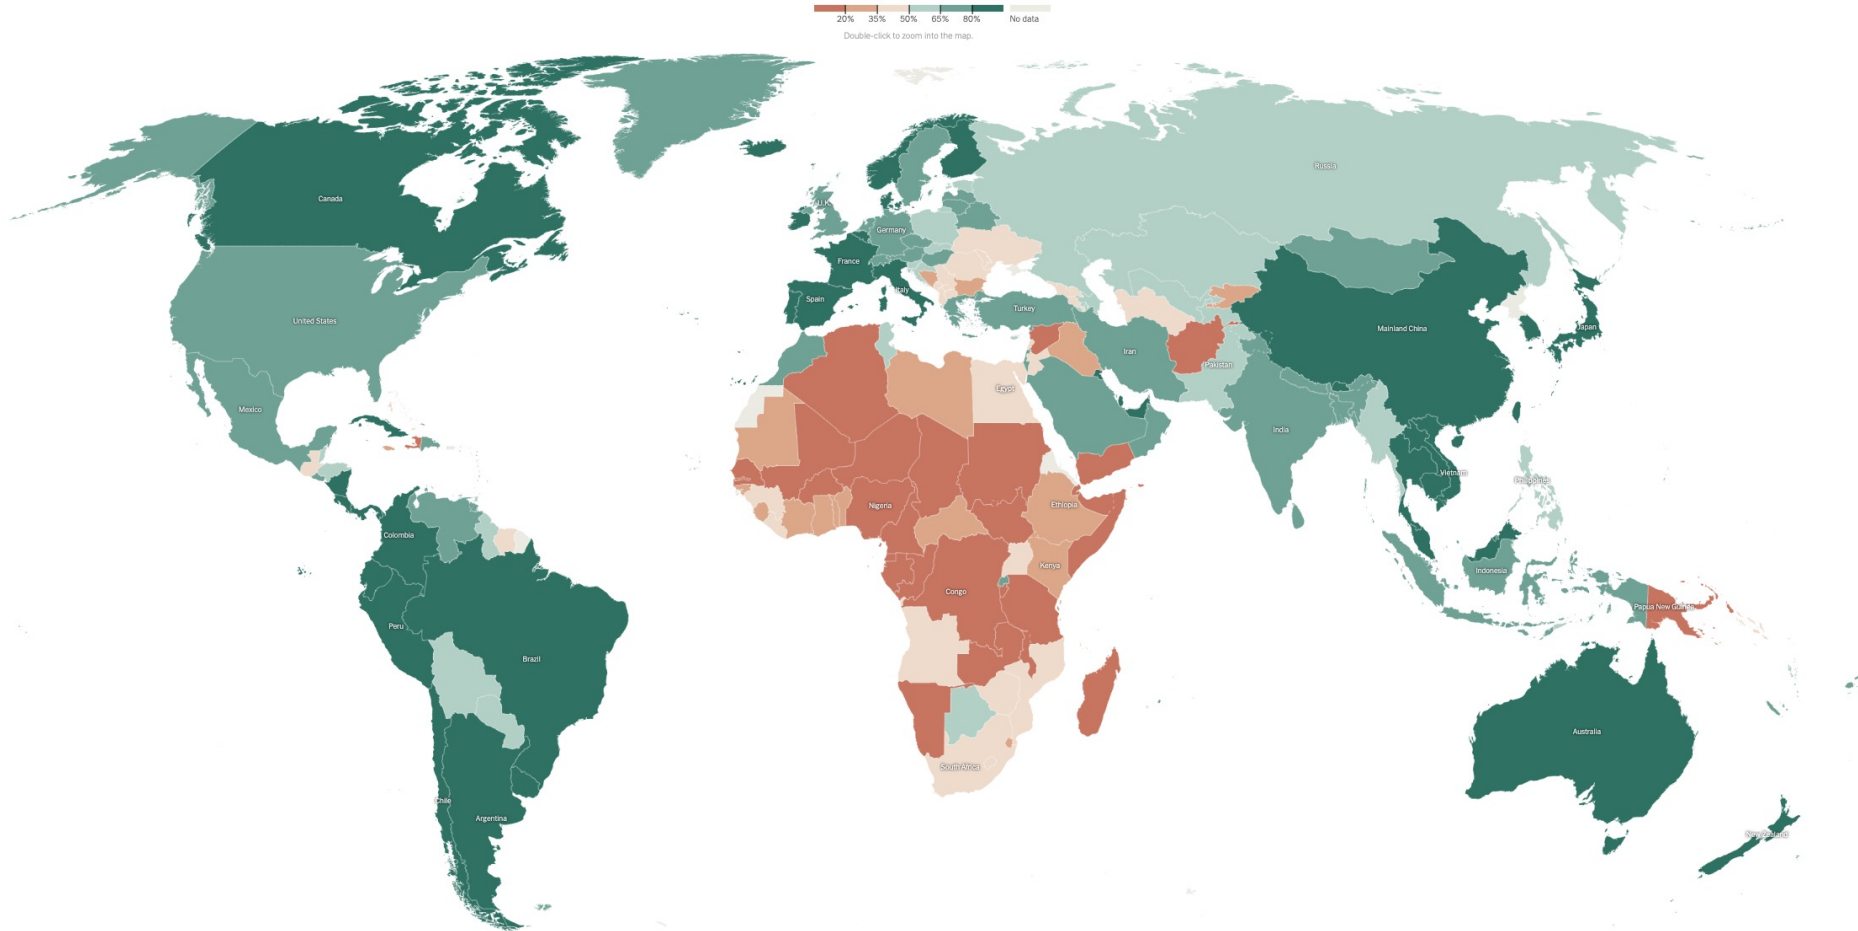 20% 35% 50% 65% 80% No data
Double-click to zoom into the map.
Russia
Canada
U.K.
Germany
France
Italy
Spain
Turkey
United States
Mainland China
Japan
Iran
Pakistan
Egypt
Mexico
India
Vietnam
Philippines
Nigeria
Ethiopia
Colombia
Kenya
Indonesia
Congo
Papua New Guinea
Peru
Brazil
Australia
South Africa
Chile
Argentina
New Zealand